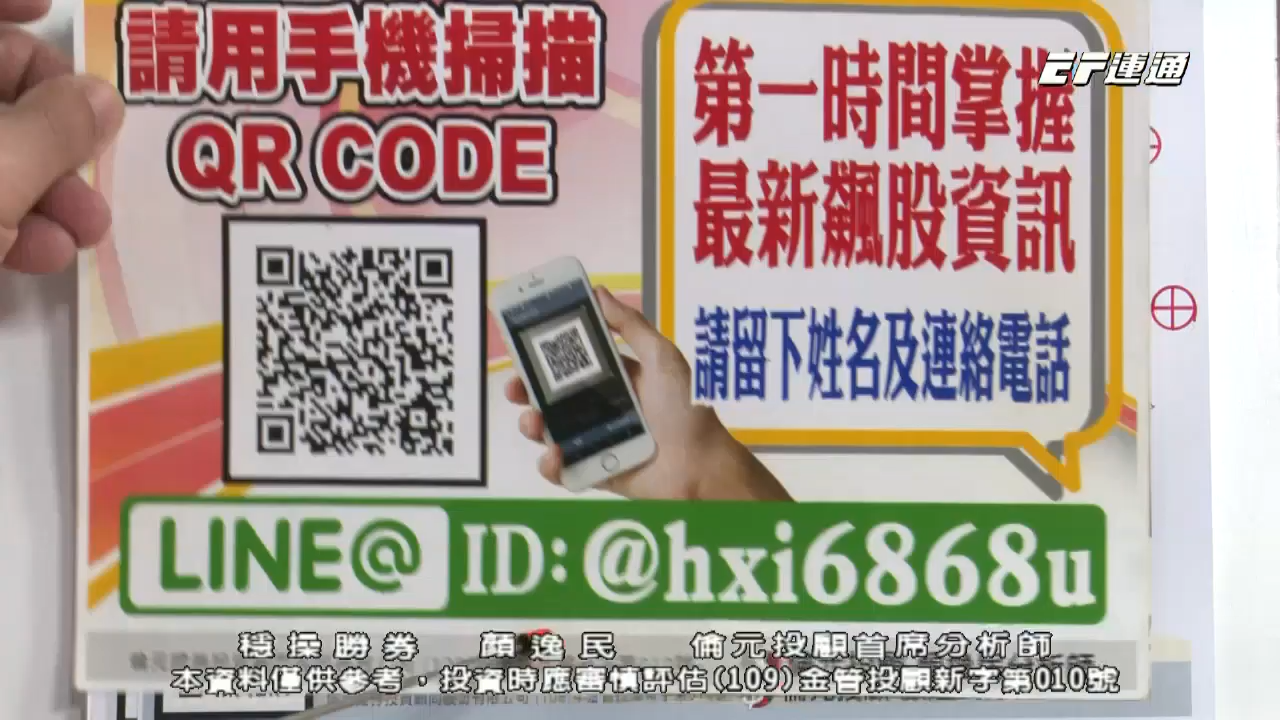 請用手機掃描
QR CODE
第一時間掌握
最新飆股資訊
請留下姓名及連絡電話
EF運通
LINE@ ID:@hxi6868u
穩操勝券 顏逸民 倫元投顧首席分析師
本資料僅供參考,投資時應審慎評估(109)金管投顧新字第010號